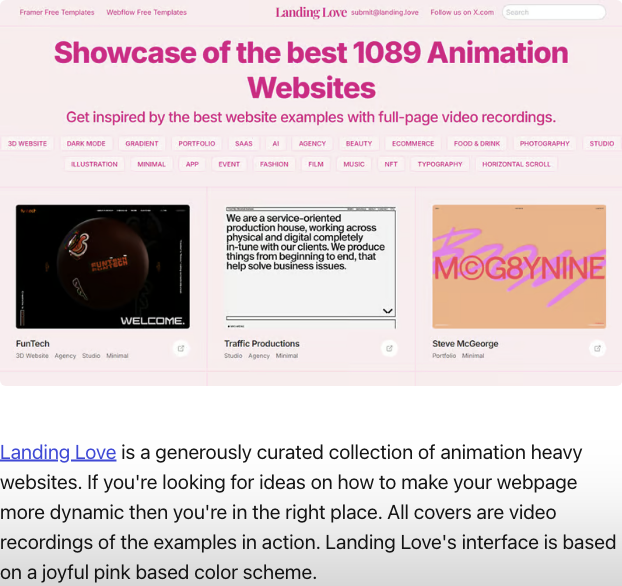 Framer Free Templates Webflow Free Templates Landing Love submit@landing.love Follow us on X.com Search
Showcase of the best 1089 Animation
Websites
Get inspired by the best website examples with full-page video recordings.
3D WEBSITE DARK MODE GRADIENT PORTFOLIO SAAS AI AGENCY BEAUTY ECOMMERCE FOOD & DRINK PHOTOGRAPHY STUDIO
ILLUSTRATION MINIMAL APP EVENT FASHION FILM MUSIC NFT TYPOGRAPHY HORIZONTAL SCROLL
FUNTECH
WELCOME.
We are a service-oriented
production house, working across
physical and digital completely
in-tune with our clients. We produce
things from beginning to end, that
help solve business issues.
M©G8Y9INE
FunTech
3D Website Agency Studio Minimal
Traffic Productions
Studio Agency Minimal
Steve McGeorge
Portfolio Minimal
Landing Love is a generously curated collection of animation heavy
websites. If you're looking for ideas on how to make your webpage
more dynamic then you're in the right place. All covers are video
recordings of the examples in action. Landing Love's interface is based
on a joyful pink based color scheme.